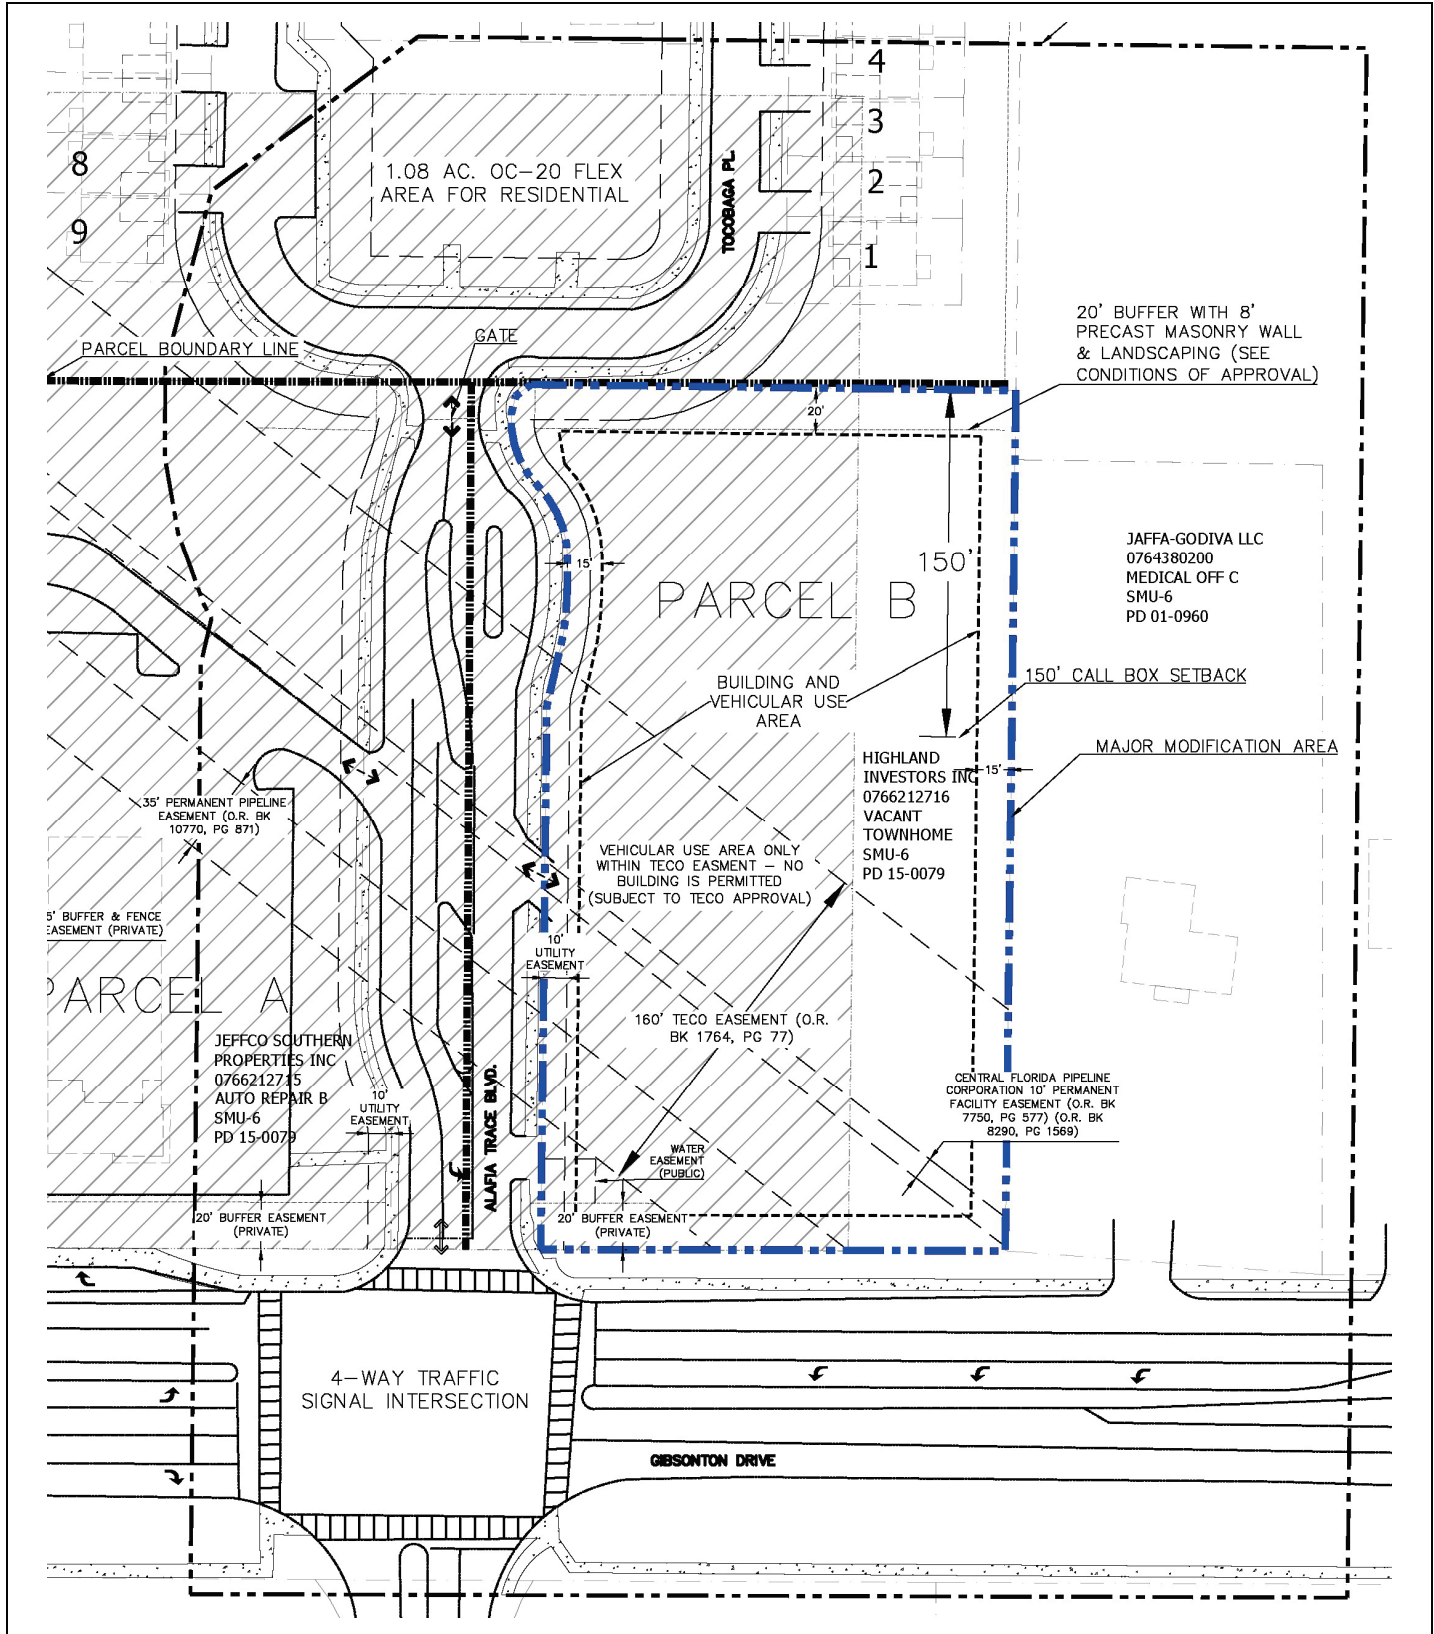 4
3
2
1
8
9
1.08 AC. OC-20 FLEX
AREA FOR RESIDENTIAL
TOCOBAGA PL.
20' BUFFER WITH 8'
PRECAST MASONRY WALL
& LANDSCAPING (SEE
CONDITIONS OF APPROVAL)
GATE
PARCEL BOUNDARY LINE
20'
150'
15'
PARCEL B
JAFFA-GODIVA LLC
0764380200
MEDICAL OFF C
SMU-6
PD 01-0960
BUILDING AND
VEHICULAR USE
AREA
150' CALL BOX SETBACK
MAJOR MODIFICATION AREA
HIGHLAND
INVESTORS INC
0766212716
VACANT
TOWNHOME
SMU-6
PD 15-0079
15'
35' PERMANENT PIPELINE
EASEMENT (O.R. BK
10770, PG 871)
VEHICULAR USE AREA ONLY
WITHIN TECO EASMENT – NO
BUILDING IS PERMITTED
(SUBJECT TO TECO APPROVAL)
5' BUFFER & FENCE
EASEMENT (PRIVATE)
10'
UTILITY
EASEMENT
PARCEL A
160' TECO EASEMENT (O.R.
BK 1764, PG 77)
JEFFCO SOUTHERN
PROPERTIES INC
0766212715
AUTO REPAIR B
SMU-6
PD 15-0079
10'
UTILITY
EASEMENT
ALAFIA TRACE BLVD.
CENTRAL FLORIDA PIPELINE
CORPORATION 10' PERMANENT
FACILITY EASEMENT (O.R. BK
7750, PG 577) (O.R. BK
8290, PG 1569)
WATER
EASEMENT
(PUBLIC)
20' BUFFER EASEMENT
(PRIVATE)
20' BUFFER EASEMENT
(PRIVATE)
4-WAY TRAFFIC
SIGNAL INTERSECTION
GIBSONTON DRIVE